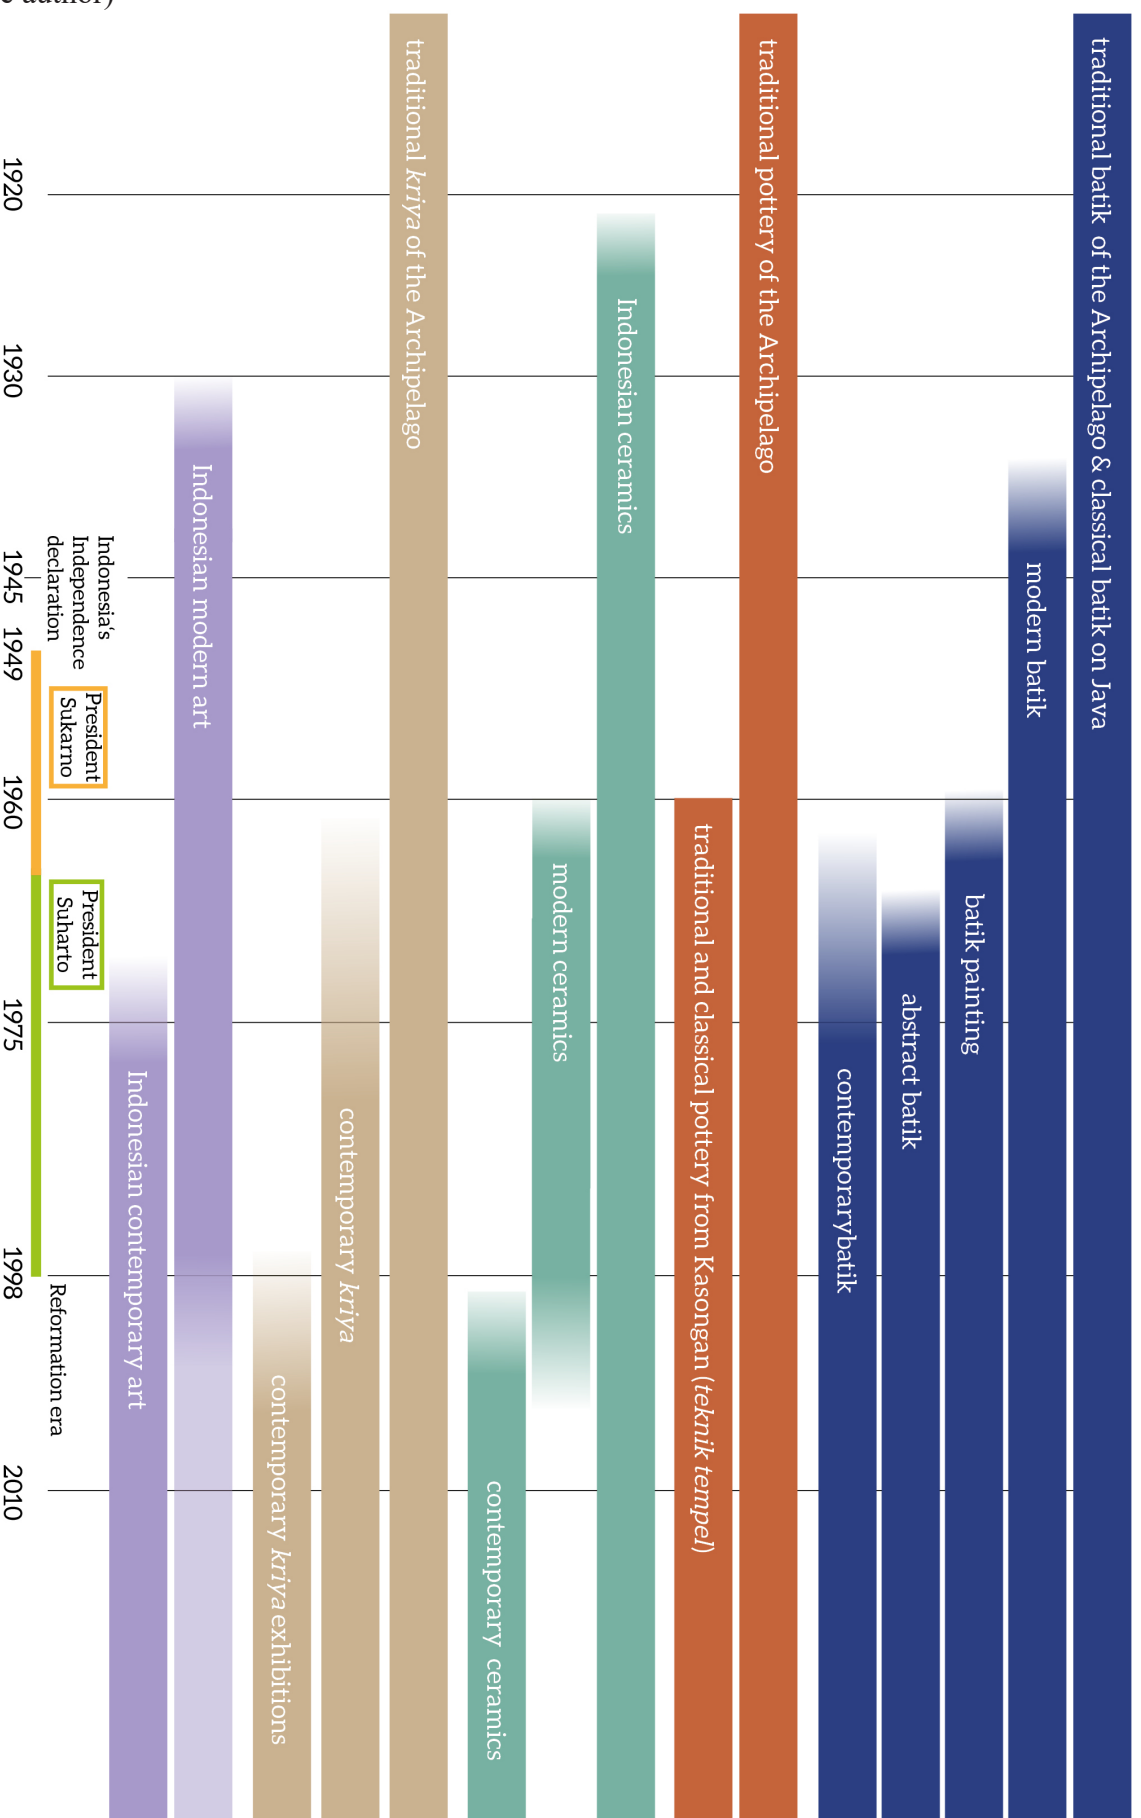 author)
traditional batik of the Archipelago & classical batik on Java
modern batik
batik painting
abstract batik
contemporarybatik
traditional pottery of the Archipelago
traditional and classical pottery from Kasongan (teknik tempel)
Indonesian ceramics
modern ceramics
contemporary ceramics
traditional kriya of the Archipelago
contemporary kriya
contemporary kriya exhibitions
Indonesian modern art
Indonesian contemporary art
Indonesia‘s
Independence
declaration
President
Sukarno
President
Suharto
Reformation era
1920
1930
1945
1949
1960
1975
1998
2010